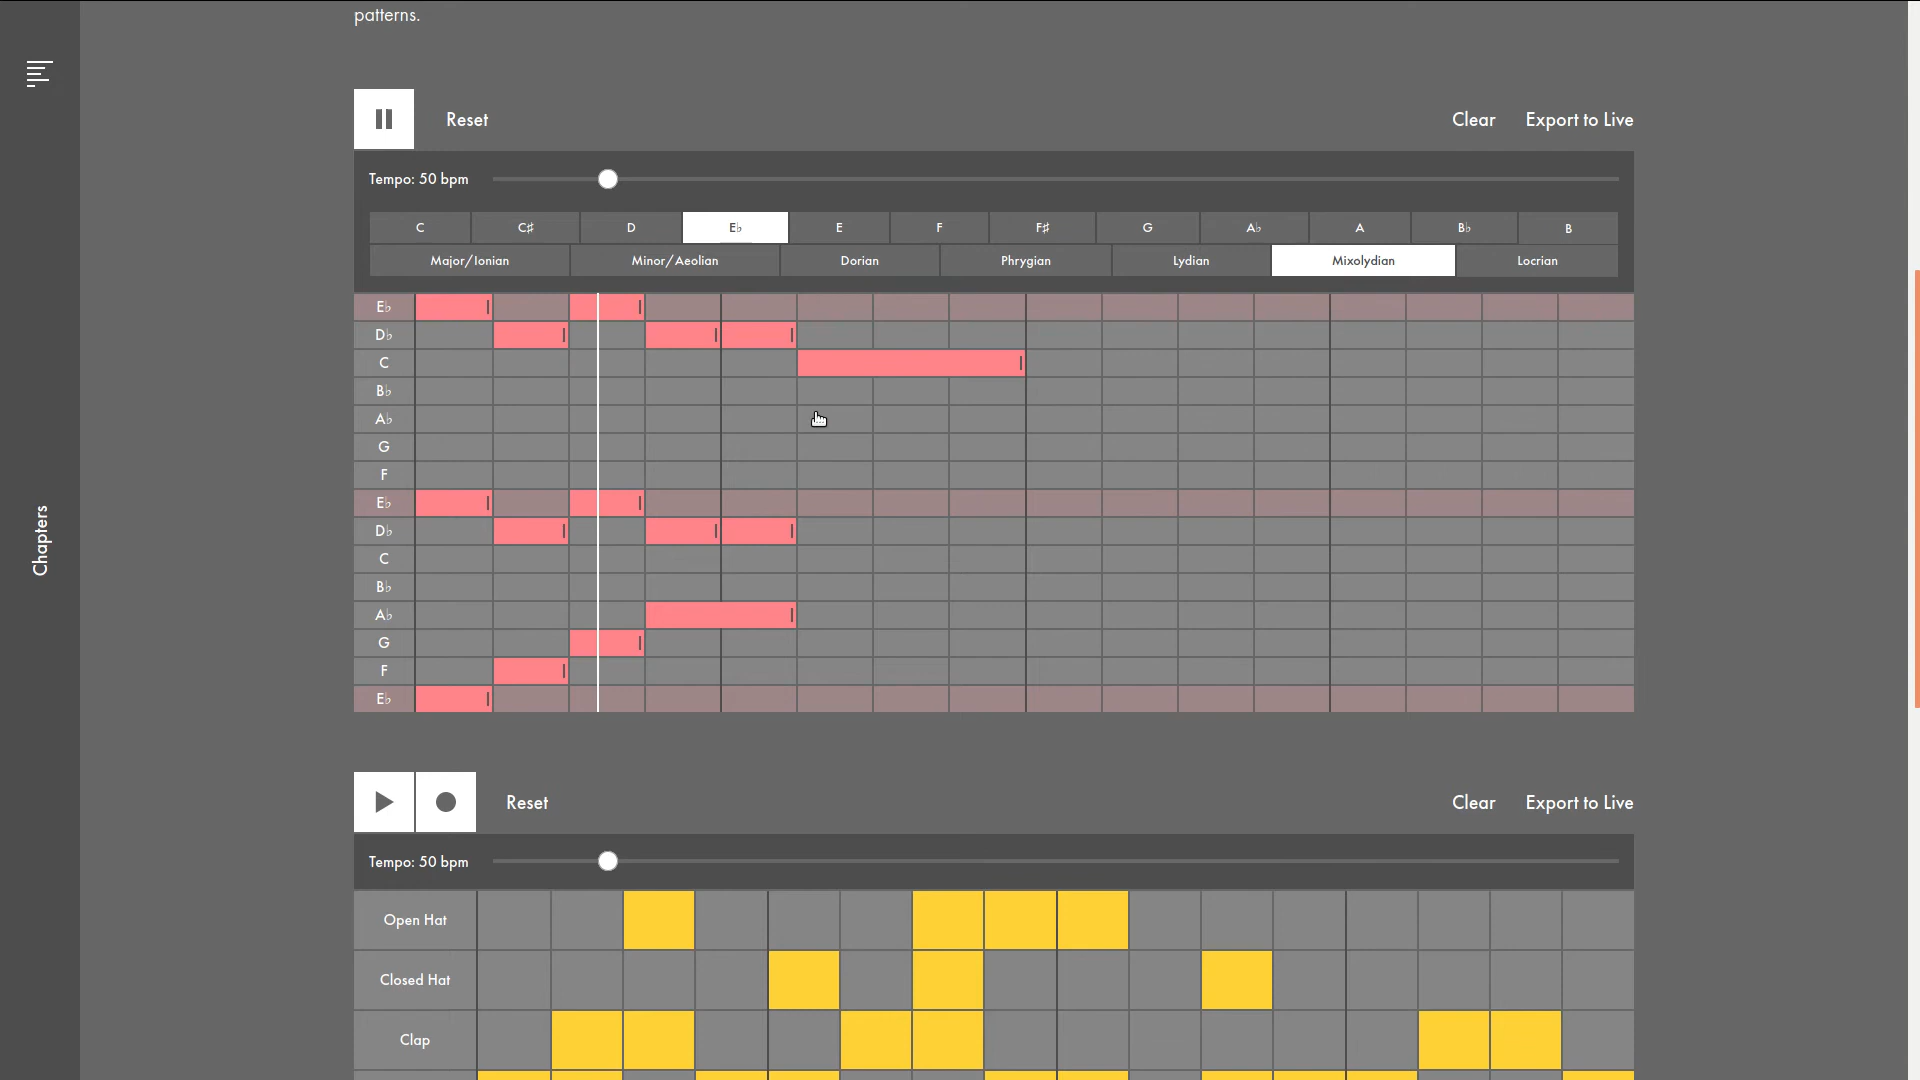 patterns.
Reset
Clear
Export to Live
Tempo: 50 bpm
C C♯ D E♭ E F F♯ G A♭ A B♭ B
Major/Ionian Minor/Aeolian Dorian Phrygian Lydian Mixolydian Locrian
E♭
D♭
C
B♭
A♭
G
F
E♭
D♭
C
B♭
A♭
G
F
E♭
Chapters
Reset
Clear
Export to Live
Tempo: 50 bpm
Open Hat
Closed Hat
Clap